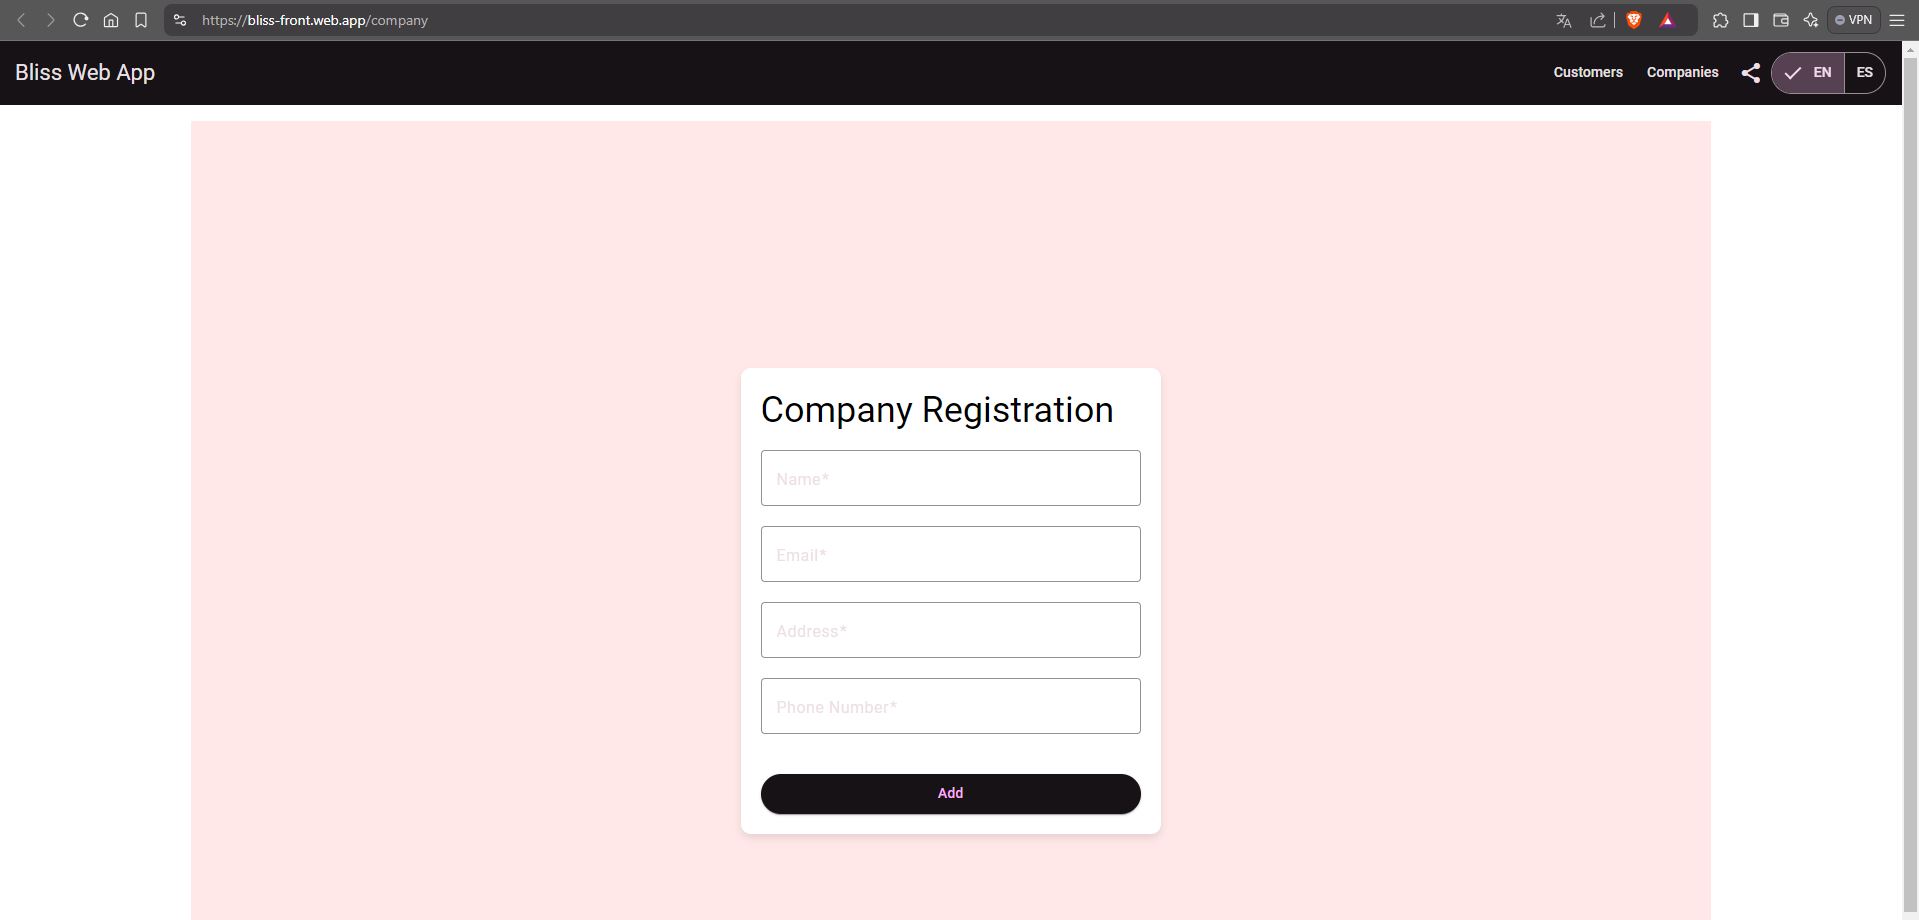 https://bliss-front.web.app/company
VPN
Bliss Web App
Customers
Companies
EN
ES
Company Registration
Name*
Email*
Address*
Phone Number*
Add